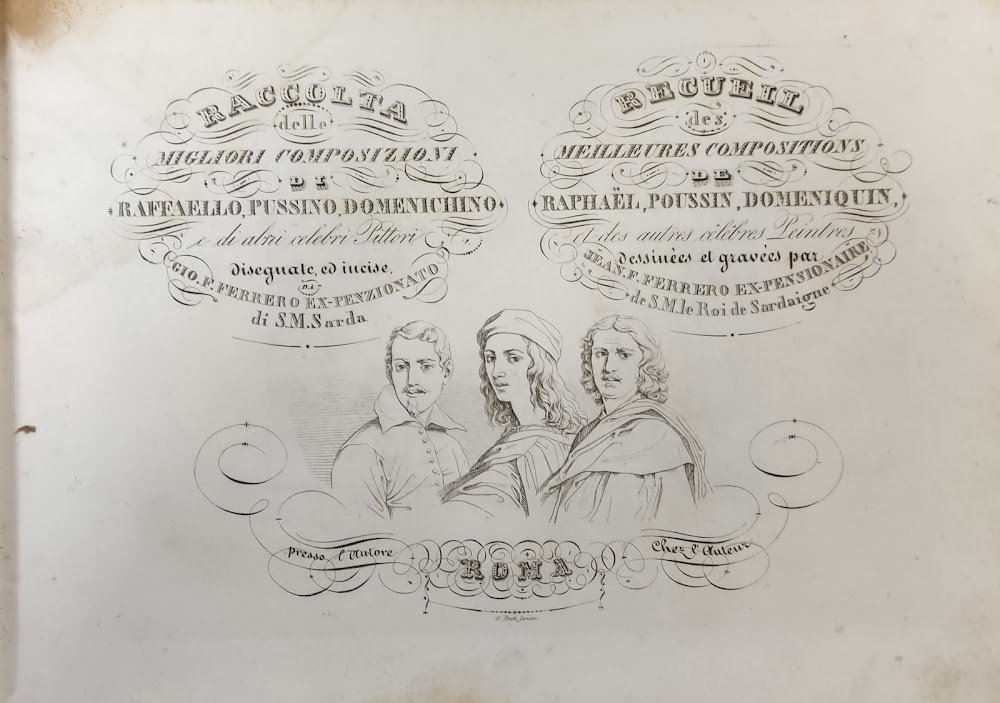 RACCOLTA
delle
MIGLIORI COMPOSIZIONI
DI
RAFFAELLO, PUSSINO, DOMENICHINO
e di altri celebri Pittori
disegnate, ed incise,
DA
GIO. F. FERRERO EX-PENZIONATO
di S.M. Sarda
RECUEIL
des
MEILLEURES COMPOSITIONS
DE
RAPHAËL, POUSSIN, DOMENIQUIN,
et des autres célèbres Peintres
dessinées et gravées par
JEAN. F. FERRERO EX-PENSIONAIRE
de S.M. le Roi de Sardaigne
Presso l'Autore
ROMA
Chez l'Auteur